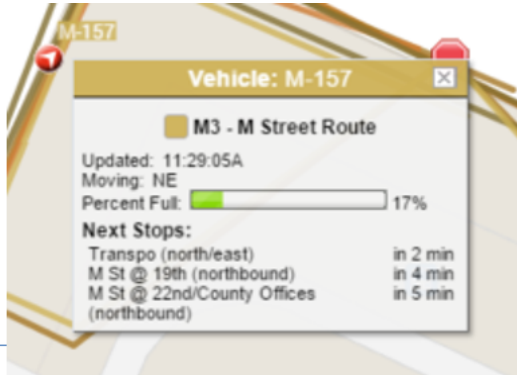 M-157
Vehicle: M-157
M3 - M Street Route
Updated: 11:29:05A
Moving: NE
Percent Full: 17%
Next Stops:
Transpo (north/east) in 2 min
M St @ 19th (northbound) in 4 min
M St @ 22nd/County Offices in 5 min
(northbound)